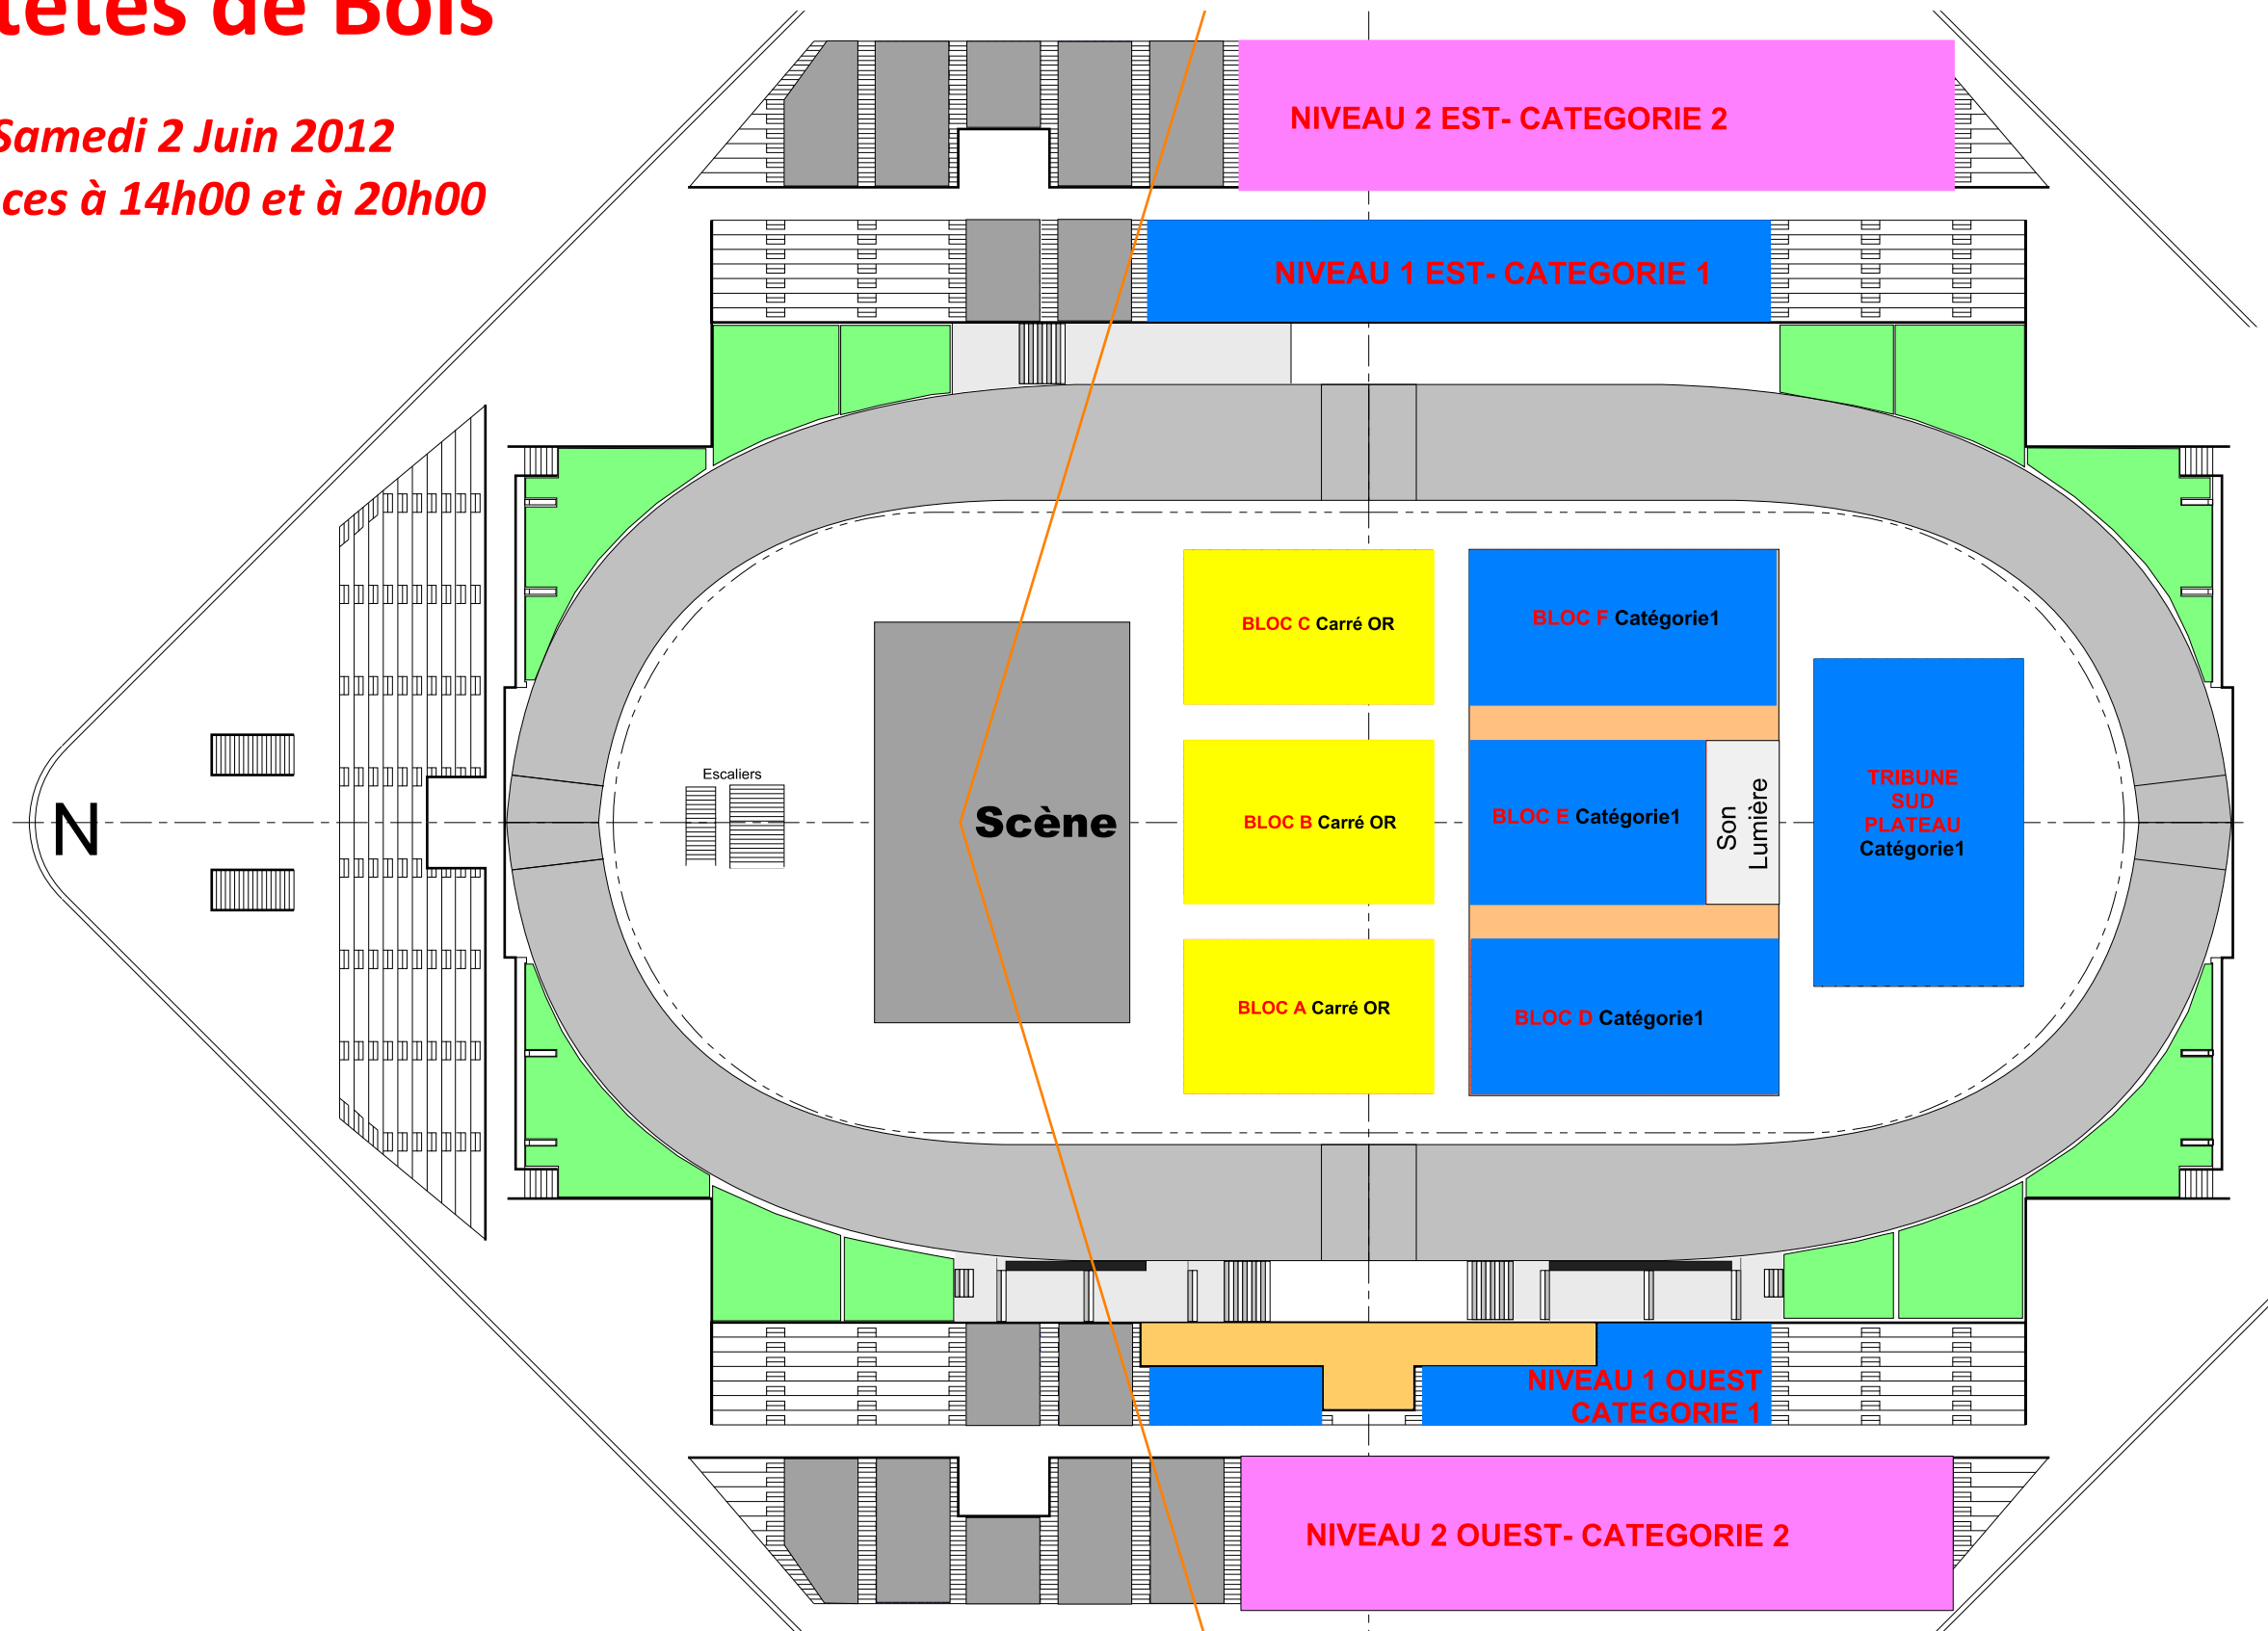 têtes de Bois
Samedi 2 Juin 2012
ces à 14h00 et à 20h00
NIVEAU 2 EST- CATEGORIE 2
NIVEAU 1 EST- CATEGORIE 1
BLOC C Carré OR
BLOC F Catégorie1
Escaliers
N
Scène
BLOC B Carré OR
BLOC E Catégorie1
Son
Lumière
TRIBUNE
SUD
PLATEAU
Catégorie1
BLOC A Carré OR
BLOC D Catégorie1
NIVEAU 1 OUEST
CATEGORIE 1
NIVEAU 2 OUEST- CATEGORIE 2